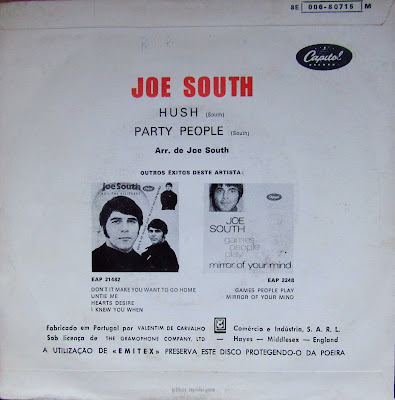 8E 006-80715 M
Capitol
JOE SOUTH
HUSH (South)
PARTY PEOPLE (South)
Arr. de Joe South
OUTROS ÊXITOS DESTE ARTISTA:
Joe South
Capitol
JOE
SOUTH
games
people
play
mirror of your mind
EAP 21442
EAP 2248
DON'T IT MAKE YOU WANT TO GO HOME
UNTIE ME
HEARTS DESIRE
I KNEW YOU WHEN
GAMES PEOPLE PLAY
MIRROR OF YOUR MIND
Fabricado em Portugal por VALENTIM DE CARVALHO Comércio e Indústria, S. A. R. L.
Sob licença de THE GRAMOPHONE COMPANY, LTD. — Hayes — Middlesex — England
A UTILIZAÇÃO DE «EMITEX» PRESERVA ESTE DISCO PROTEGENDO-O DA POEIRA